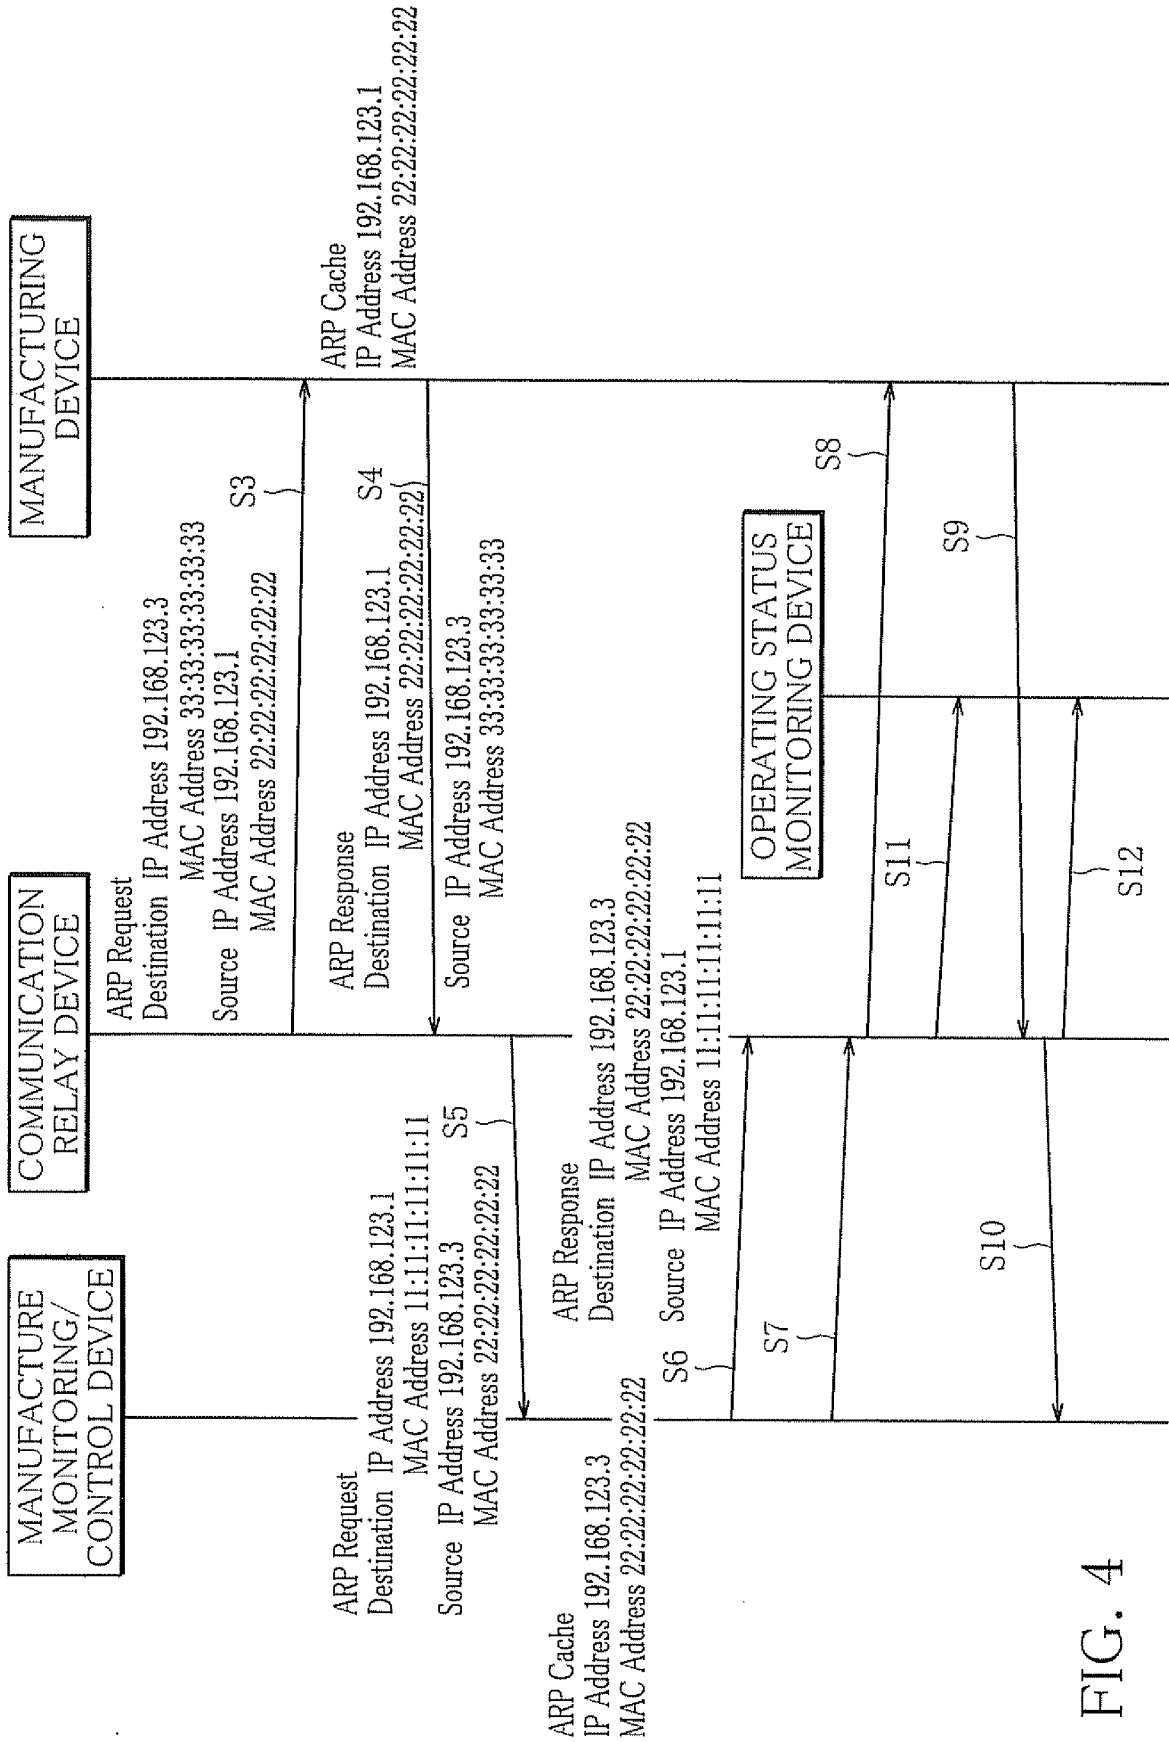 MANUFACTURE
MONITORING/
CONTROL DEVICE
COMMUNICATION
RELAY DEVICE
MANUFACTURING
DEVICE
ARP Request
Destination IP Address 192.168.123.3
MAC Address 33:33:33:33:33:33
Source IP Address 192.168.123.1
MAC Address 22:22:22:22:22:22
S3
ARP Cache
IP Address 192.168.123.1
MAC Address 22:22:22:22:22:22
ARP Response
Destination IP Address 192.168.123.1
MAC Address 22:22:22:22:22:22
S4
Source IP Address 192.168.123.3
MAC Address 33:33:33:33:33:33
ARP Request
Destination IP Address 192.168.123.1
MAC Address 11:11:11:11:11:11
Source IP Address 192.168.123.3
MAC Address 22:22:22:22:22:22
S5
ARP Cache
IP Address 192.168.123.3
MAC Address 22:22:22:22:22:22
ARP Response
Destination IP Address 192.168.123.3
MAC Address 22:22:22:22:22:22
Source IP Address 192.168.123.1
MAC Address 11:11:11:11:11:11
S6
OPERATING STATUS
MONITORING DEVICE
S7
S8
S11
S9
S10
S12
FIG. 4